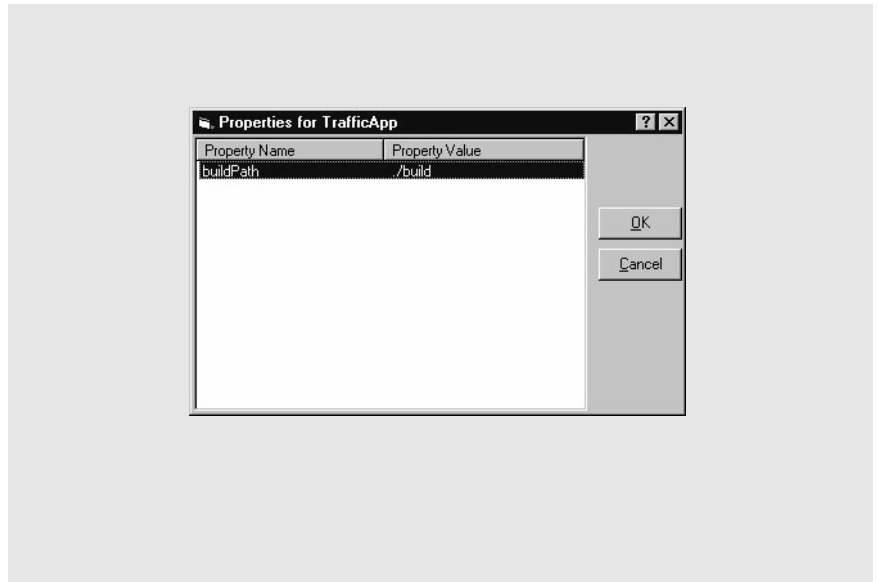 Properties for TrafficApp
Property Name Property Value
buildPath ./build
OK
Cancel